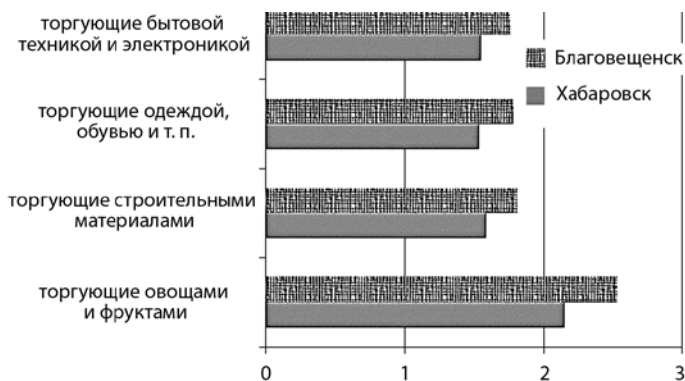 торгующие бытовой
техникой и электроникой
Благовещенск
Хабаровск
торгующие одеждой,
обувью и т. п.
торгующие строительными
материалами
торгующие овощами
и фруктами
0 1 2 3